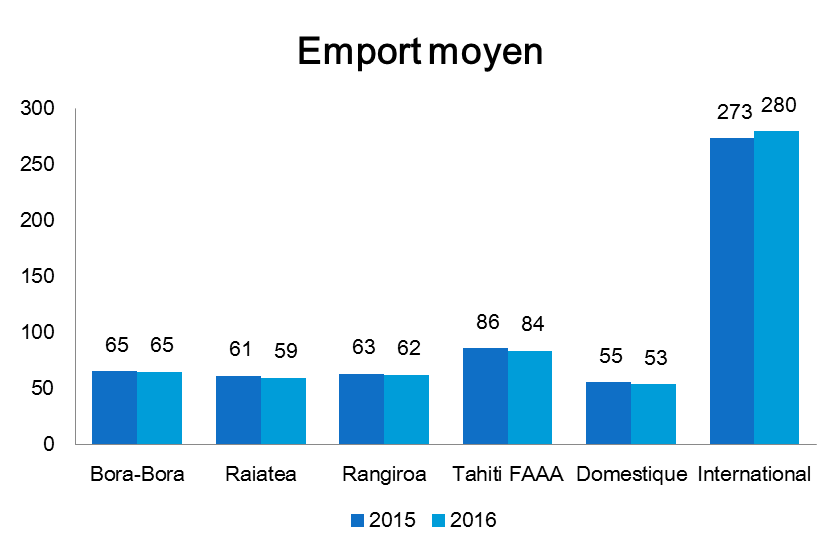 Emport moyen
300
250
200
150
100
50
0
65 65 61 59 63 62 86 84 55 53 273 280
Bora-Bora Raiatea Rangiroa Tahiti FAAA Domestique International
2015 2016